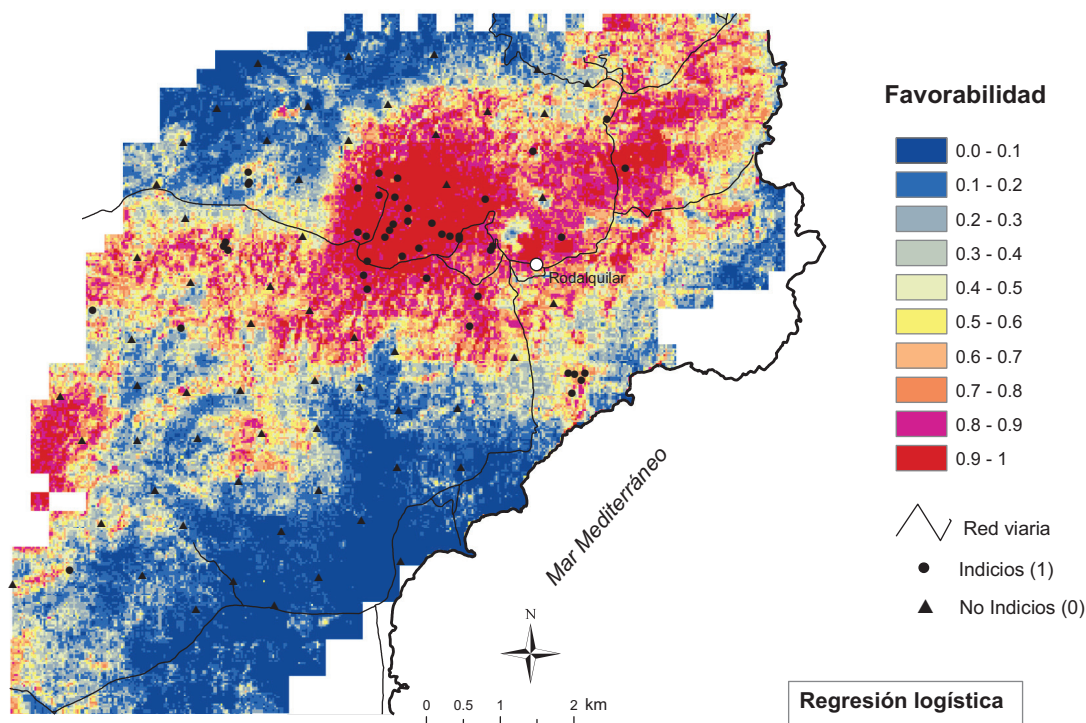 Favorabilidad
0.0 - 0.1
0.1 - 0.2
0.2 - 0.3
0.3 - 0.4
0.4 - 0.5
0.5 - 0.6
0.6 - 0.7
0.7 - 0.8
0.8 - 0.9
0.9 - 1
Red viaria
Indicios (1)
No Indicios (0)
Rodalquilar
Mar Mediterráneo
N
0 0.5 1 2 km
Regresión logística